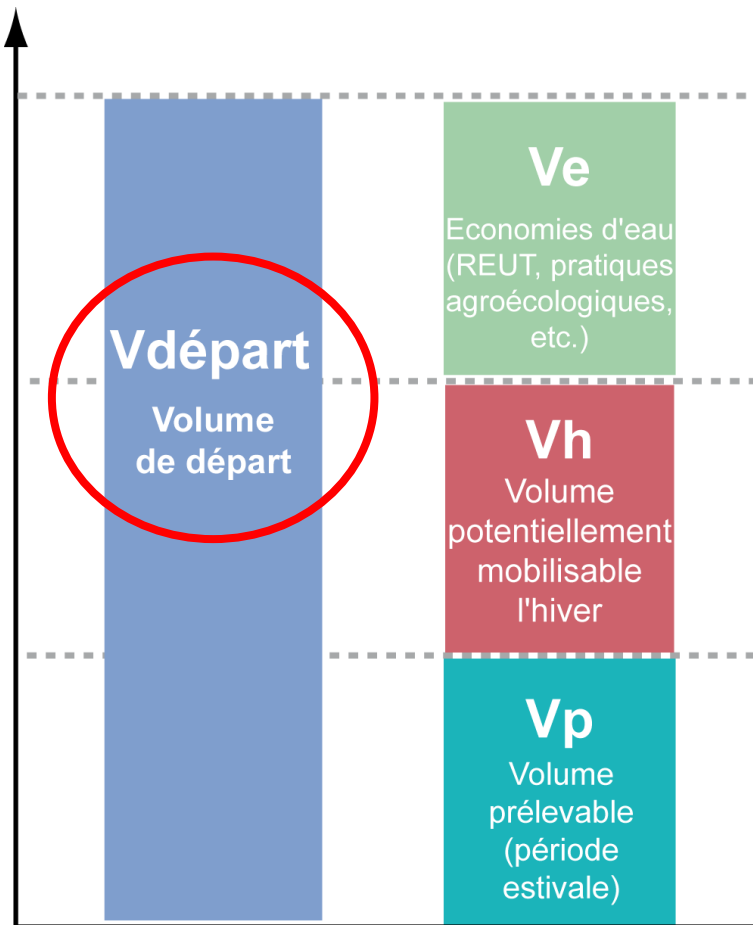 Vdépart
Volume
de départ
Ve
Economies d'eau
(REUT, pratiques
agroécologiques,
etc.)
Vh
Volume
potentiellement
mobilisable
l'hiver
Vp
Volume
prélevable
(période
estivale)